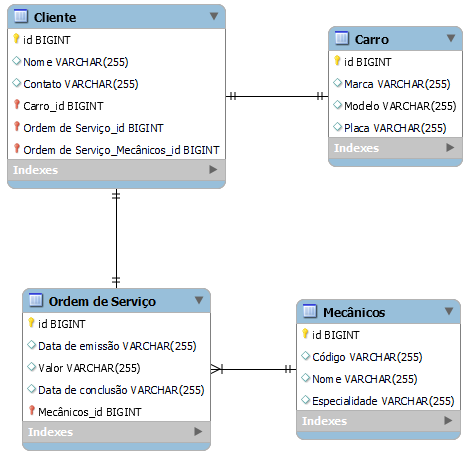 Cliente
id BIGINT
Nome VARCHAR(255)
Contato VARCHAR(255)
Carro_id BIGINT
Ordem de Serviço_id BIGINT
Ordem de Serviço_Mecânicos_id BIGINT
Indexes
Carro
id BIGINT
Marca VARCHAR(255)
Modelo VARCHAR(255)
Placa VARCHAR(255)
Indexes
Ordem de Serviço
id BIGINT
Data de emissão VARCHAR(255)
Valor VARCHAR(255)
Data de conclusão VARCHAR(255)
Mecânicos_id BIGINT
Indexes
Mecânicos
id BIGINT
Código VARCHAR(255)
Nome VARCHAR(255)
Especialidade VARCHAR(255)
Indexes